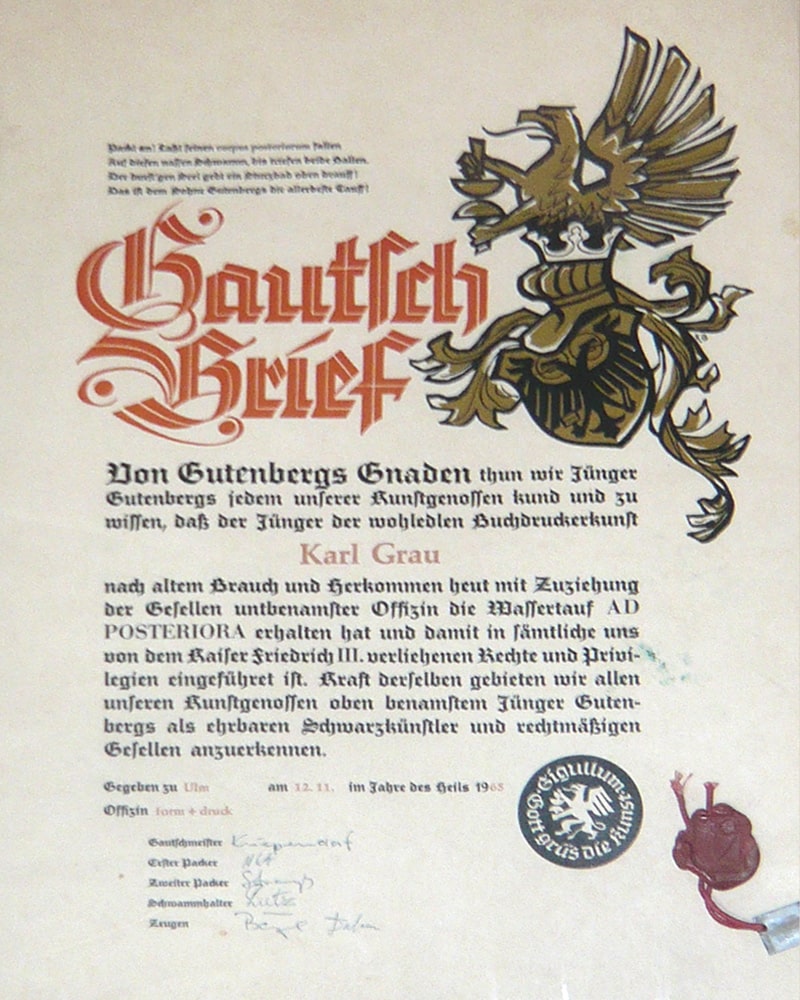 Packt an! Laßt seinen corpus posteriorum fallen
Auf diesen nassen Schwamm, bis triefen beide Ballen.
Der durst'gen Seel gebt ein Sturzbad oben drauff!
Das ist dem Sohne Gutenbergs die allerbeste Tauff!
Gautsch
Brief
Von Gutenbergs Gnaden thun wir Jünger
Gutenbergs jedem unserer Kunstgenossen kund und zu
wissen, daß der Jünger der wohledlen Buchdruckerkunst
Karl Grau
nach altem Brauch und Herkommen heut mit Zuziehung
der Gesellen untbenamster Offizin die Wassertauf AD
POSTERIORA erhalten hat und damit in sämtliche uns
von dem Kaiser Friedrich III. verliehenen Rechte und Privi-
legien eingeführet ist. Kraft derselben gebieten wir allen
unseren Kunstgenossen oben benamstem Jünger Guten-
bergs als ehrbaren Schwarzkünstler und rechtmäßigen
Gesellen anzuerkennen.
Gegeben zu Ulm am 12. 11. im Jahre des Heils 1965
Offizin form + druck
Sigullum
Gott grüs die Kunst
Gautschmeister
Erster Packer
Zweiter Packer
Schwammhalter Lutz
Zeugen